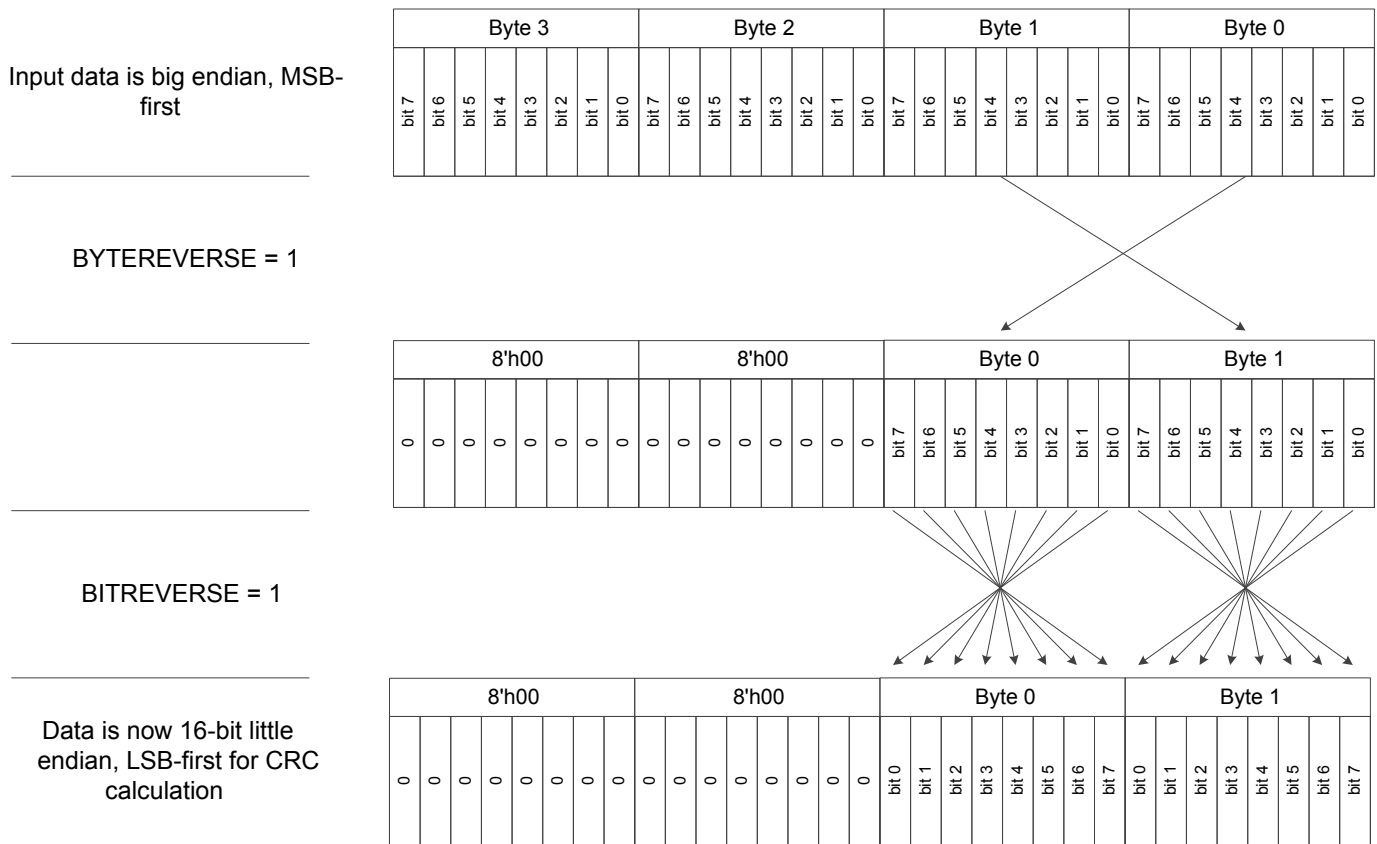 Byte 3 Byte 2 Byte 1 Byte 0
Input data is big endian, MSB-
first
bit 7 bit 6 bit 5 bit 4 bit 3 bit 2 bit 1 bit 0 bit 7 bit 6 bit 5 bit 4 bit 3 bit 2 bit 1 bit 0 bit 7 bit 6 bit 5 bit 4 bit 3 bit 2 bit 1 bit 0 bit 7 bit 6 bit 5 bit 4 bit 3 bit 2 bit 1 bit 0
BYTEREVERSE = 1
8'h00 8'h00 Byte 0 Byte 1
0 0 0 0 0 0 0 0 0 0 0 0 0 0 0 0 bit 7 bit 6 bit 5 bit 4 bit 3 bit 2 bit 1 bit 0 bit 7 bit 6 bit 5 bit 4 bit 3 bit 2 bit 1 bit 0
BITREVERSE = 1
8'h00 8'h00 Byte 0 Byte 1
Data is now 16-bit little
endian, LSB-first for CRC
calculation
0 0 0 0 0 0 0 0 0 0 0 0 0 0 0 0 bit 0 bit 1 bit 2 bit 3 bit 4 bit 5 bit 6 bit 7 bit 0 bit 1 bit 2 bit 3 bit 4 bit 5 bit 6 bit 7